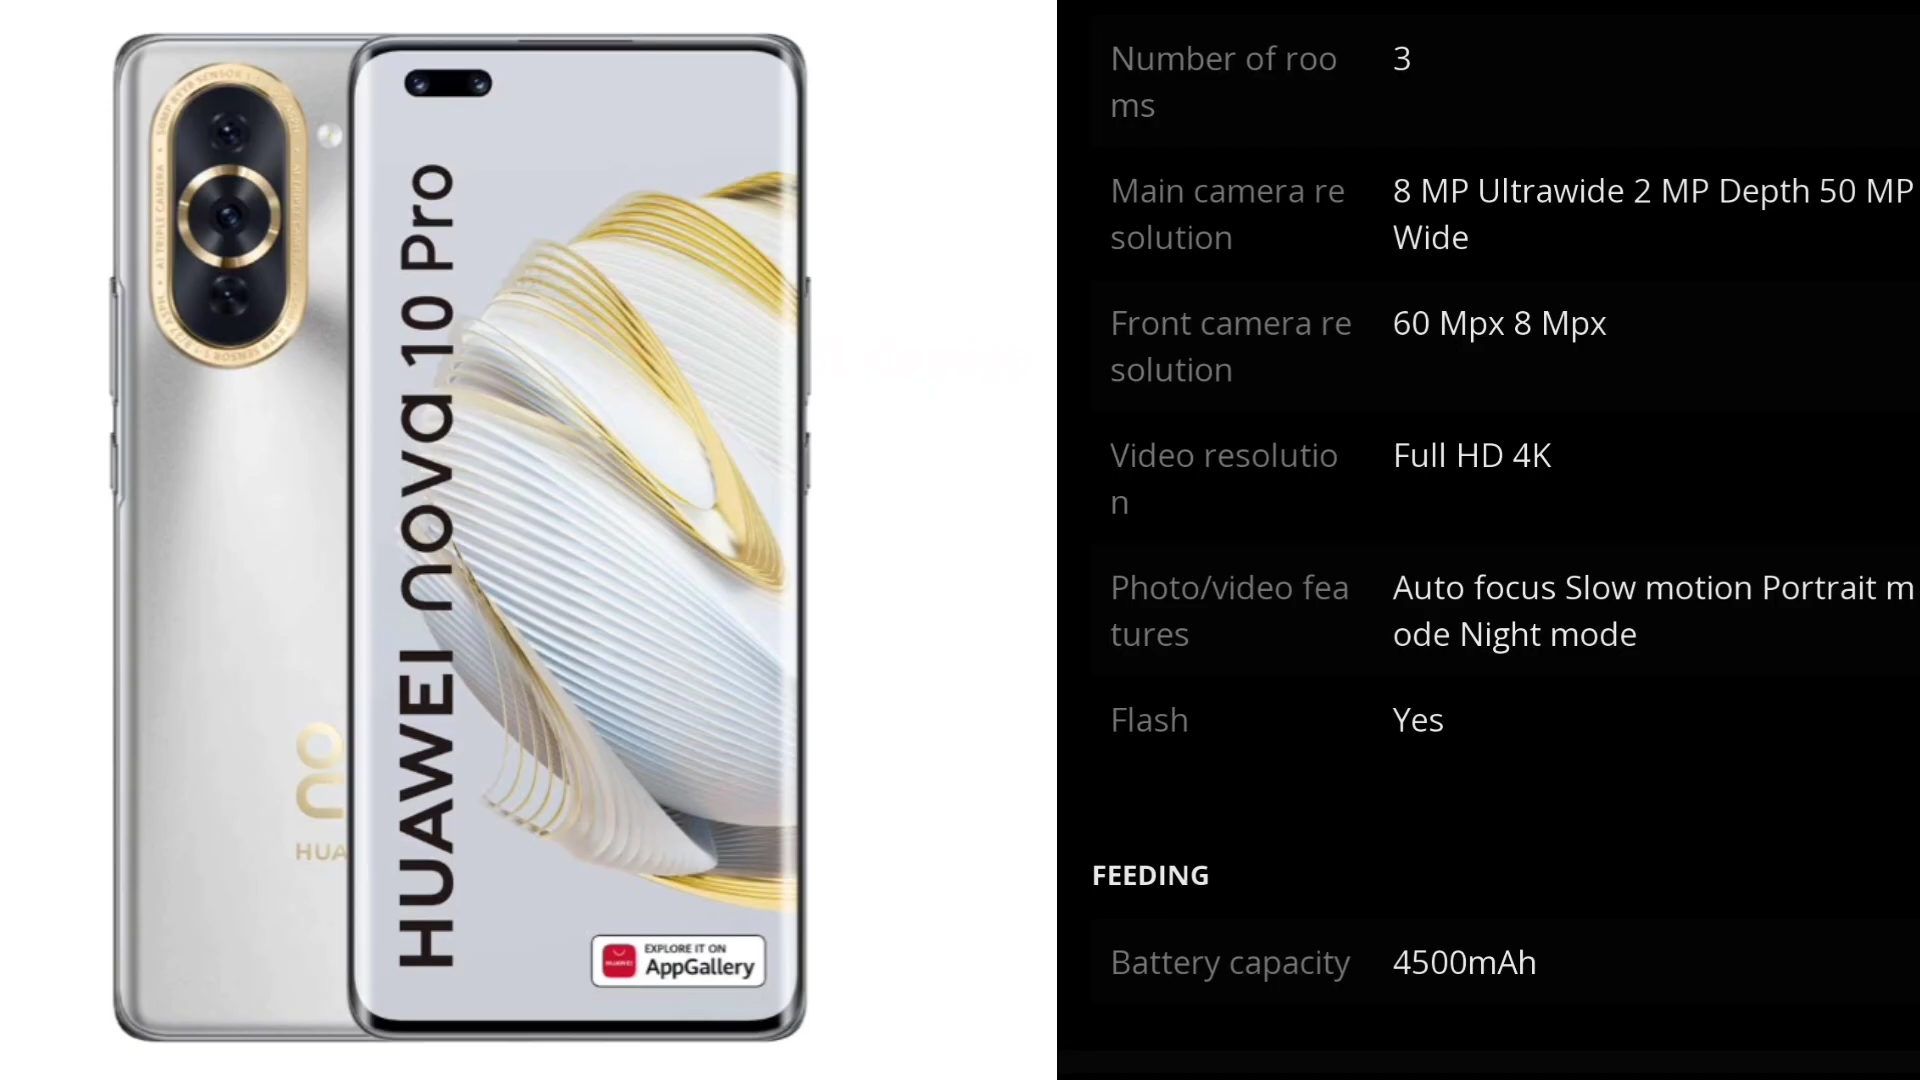 HUAWEI nova 10 Pro
EXPLORE IT ON
AppGallery
HUA
Number of roo
ms
3
Main camera re
solution
8 MP Ultrawide 2 MP Depth 50 MP
Wide
Front camera re
solution
60 Mpx 8 Mpx
Video resolutio
n
Full HD 4K
Photo/video fea
tures
Auto focus Slow motion Portrait m
ode Night mode
Flash
Yes
FEEDING
Battery capacity
4500mAh